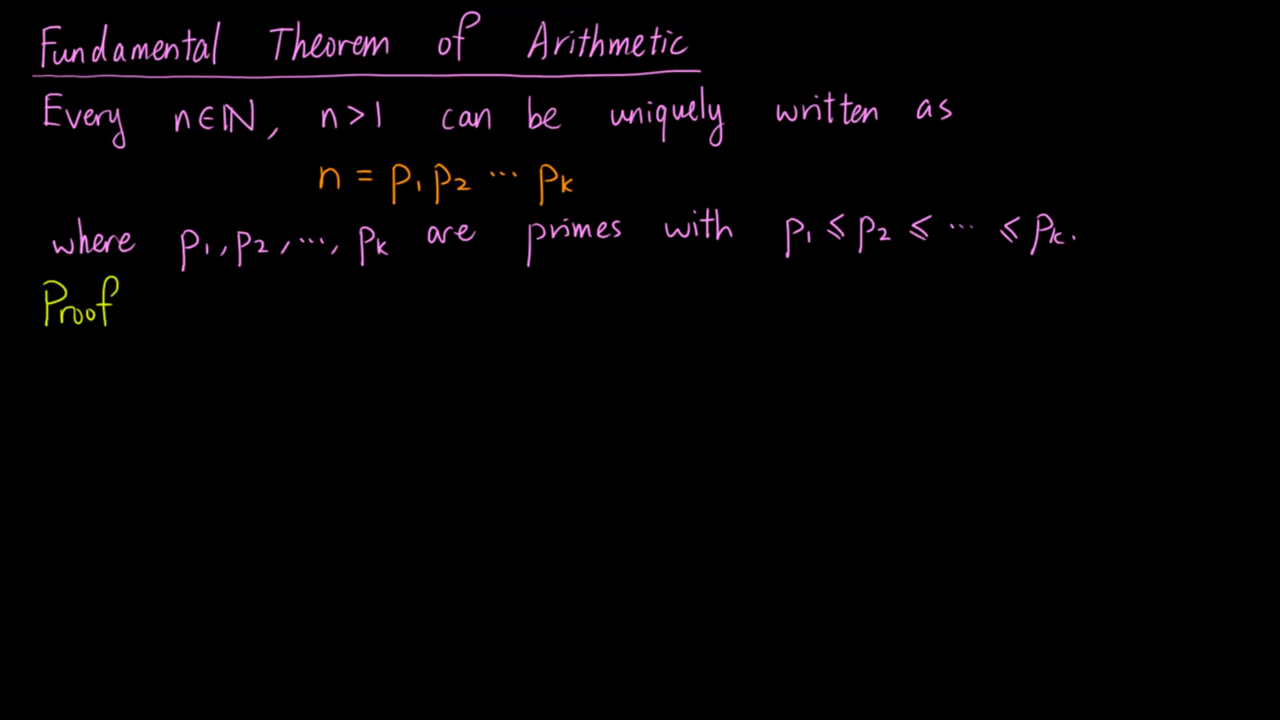 Fundamental Theorem of Arithmetic
Every n∈ℕ, n>1 can be uniquely written as
n = p₁p₂ ⋯ pₖ
where p₁, p₂, ⋯, pₖ are primes with p₁ ⩽ p₂ ⩽ ⋯ ⩽ pₖ.
Proof